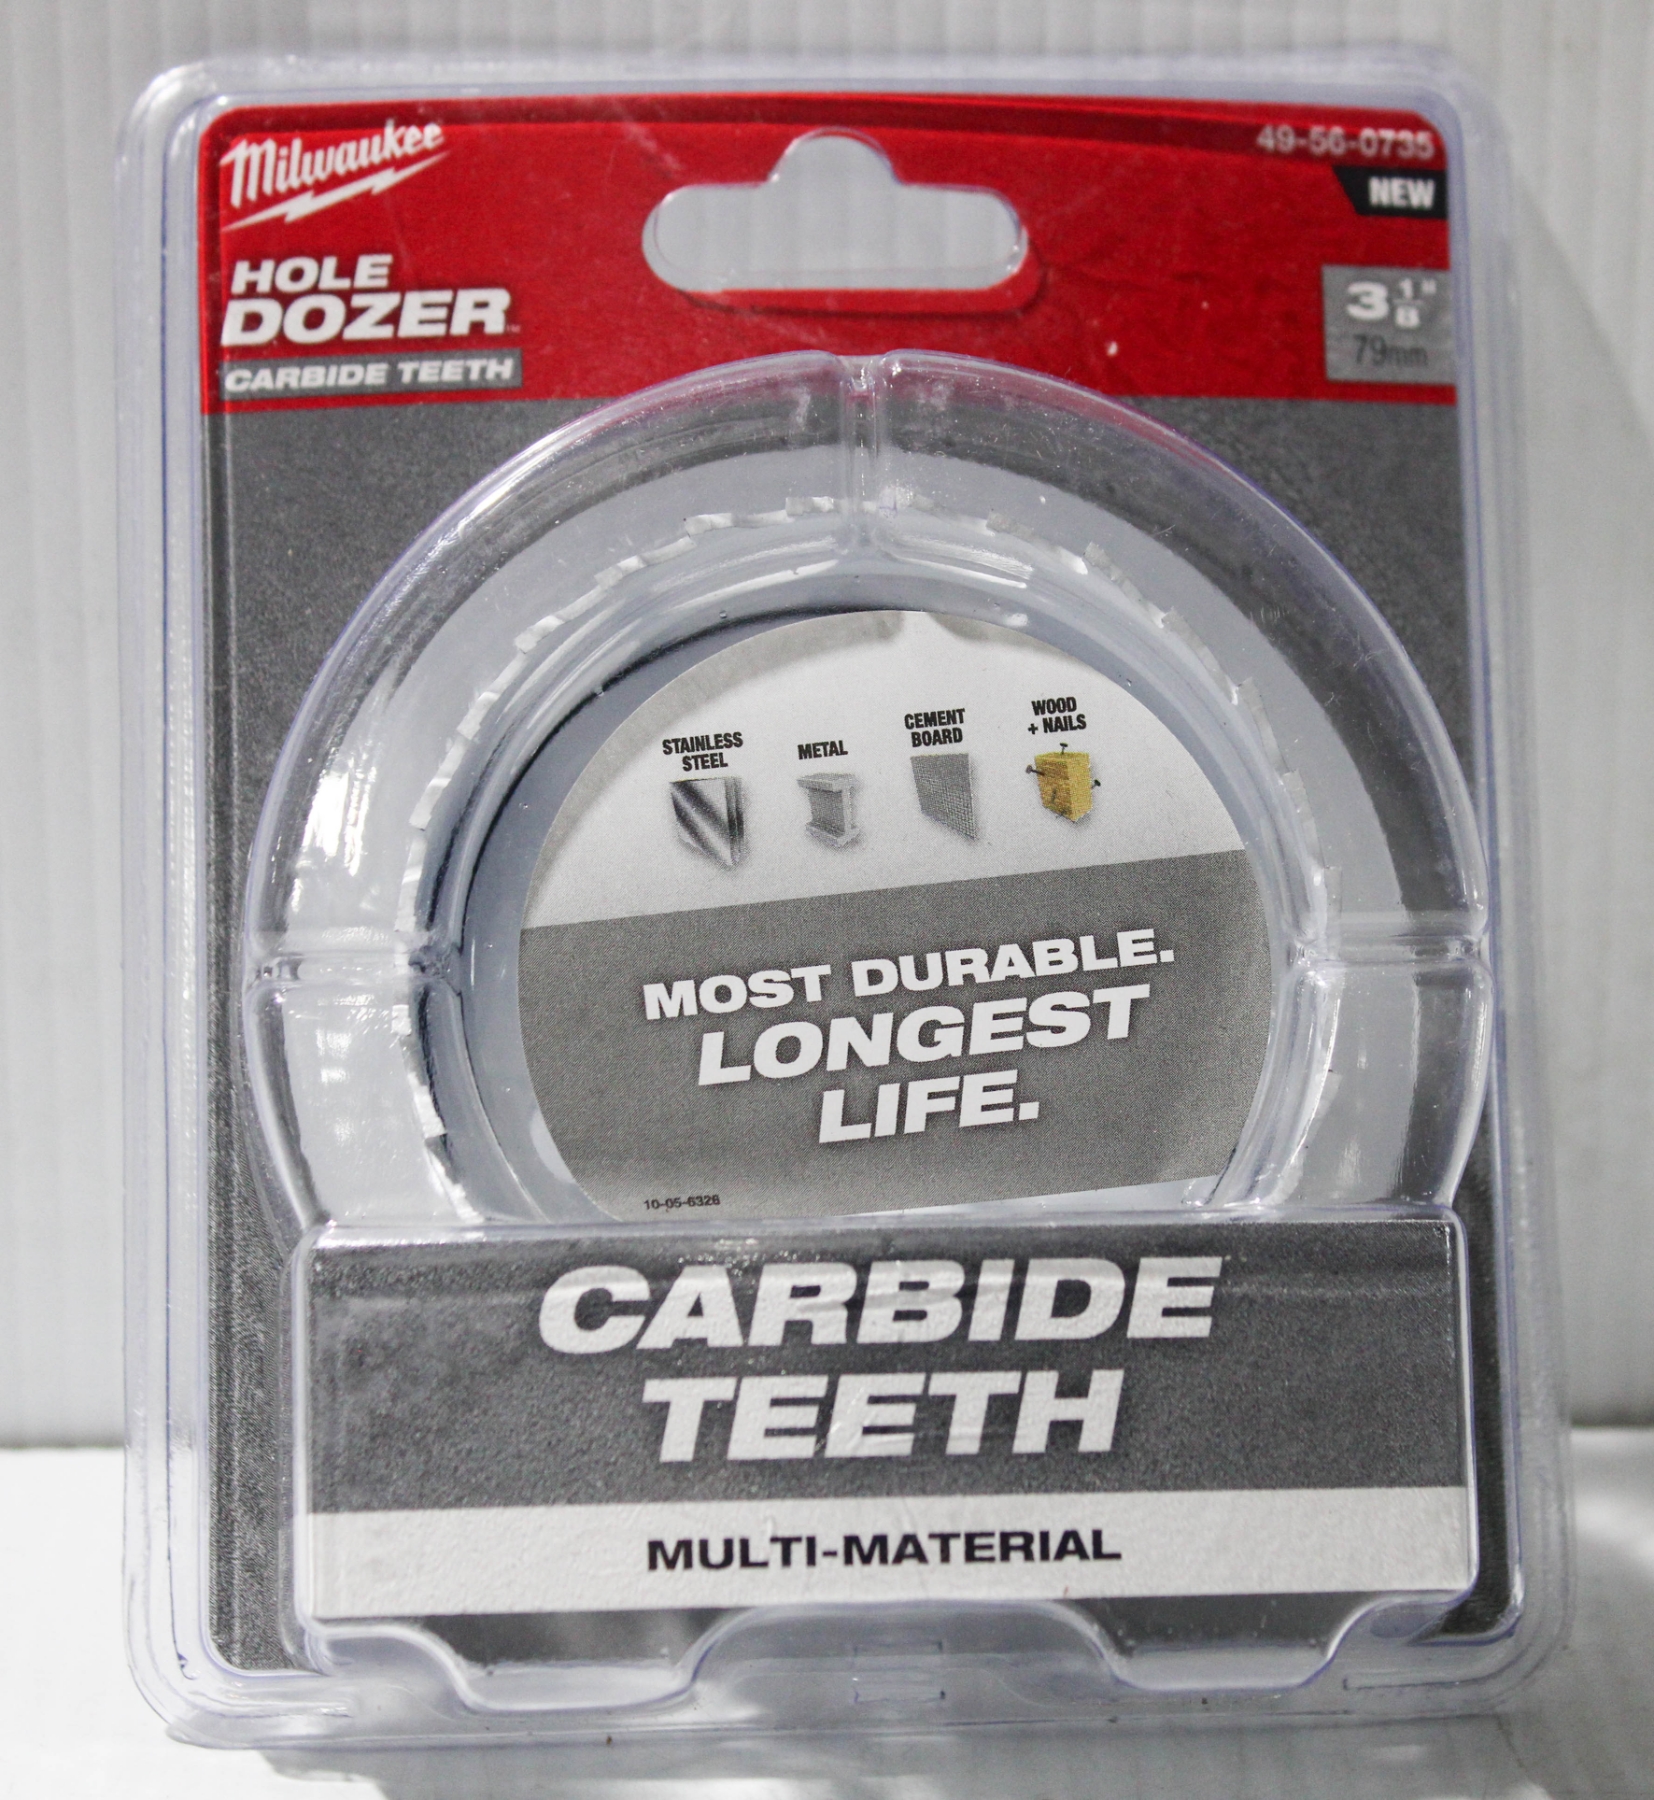 Milwaukee
49-56-0735
NEW
HOLE
DOZER™
CARBIDE TEETH
3 1/8"
79mm
STAINLESS
STEEL
METAL
CEMENT
BOARD
WOOD
+ NAILS
MOST DURABLE.
LONGEST
LIFE.
10-05-6328
CARBIDE
TEETH
MULTI-MATERIAL